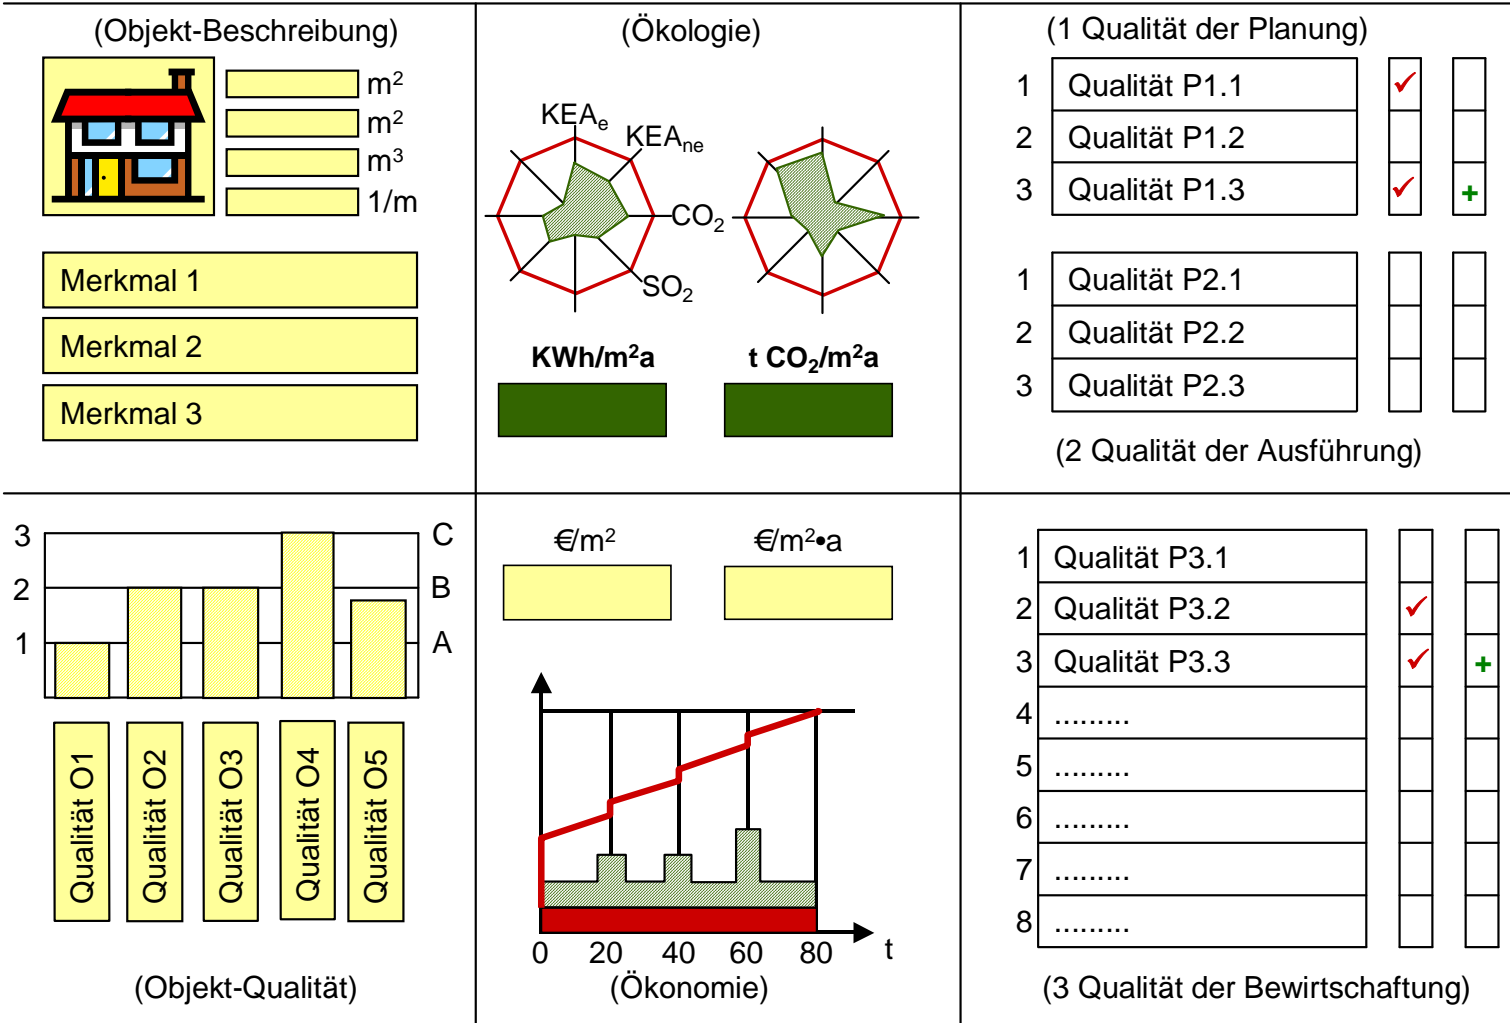 (Objekt-Beschreibung)
m²
m²
m³
1/m
Merkmal 1
Merkmal 2
Merkmal 3
(Ökologie)
KEAₑ
KEAₙₑ
CO₂
SO₂
KWh/m²a
t CO₂/m²a
(1 Qualität der Planung)
1 Qualität P1.1 ✓
2 Qualität P1.2
3 Qualität P1.3 ✓ +
1 Qualität P2.1
2 Qualität P2.2
3 Qualität P2.3
(2 Qualität der Ausführung)
3 C
2 B
1 A
Qualität O1
Qualität O2
Qualität O3
Qualität O4
Qualität O5
(Objekt-Qualität)
€/m²
€/m²•a
0 20 40 60 80 t
(Ökonomie)
1 Qualität P3.1
2 Qualität P3.2 ✓
3 Qualität P3.3 ✓ +
4 .........
5 .........
6 .........
7 .........
8 .........
(3 Qualität der Bewirtschaftung)